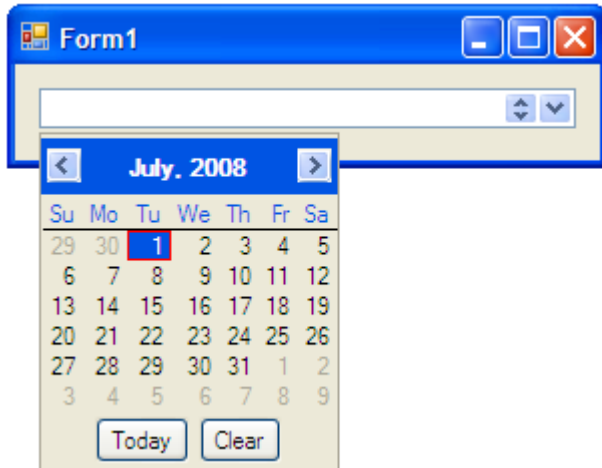 Form1
July, 2008
Su Mo Tu We Th Fr Sa
29 30 1 2 3 4 5
6 7 8 9 10 11 12
13 14 15 16 17 18 19
20 21 22 23 24 25 26
27 28 29 30 31 1 2
3 4 5 6 7 8 9
Today Clear